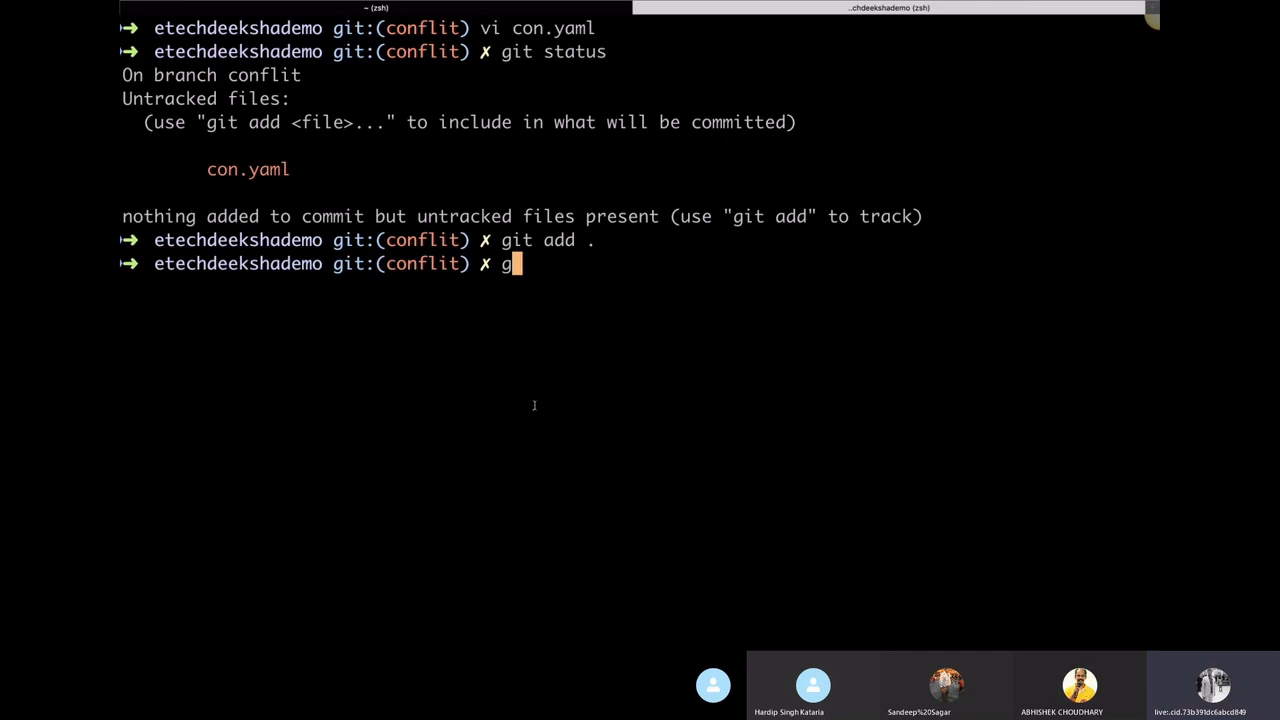 ~ (zsh)
..chdeekshademo (zsh)
➜ etechdeekshademo git:(conflit) vi con.yaml
➜ etechdeekshademo git:(conflit) ✗ git status
On branch conflit
Untracked files:
(use "git add <file>..." to include in what will be committed)
con.yaml
nothing added to commit but untracked files present (use "git add" to track)
➜ etechdeekshademo git:(conflit) ✗ git add .
➜ etechdeekshademo git:(conflit) ✗ g
Hardip Singh Kataria
Sandeep%20Sagar
ABHISHEK CHOUDHARY
live:.cid.73b391dc6abcd849